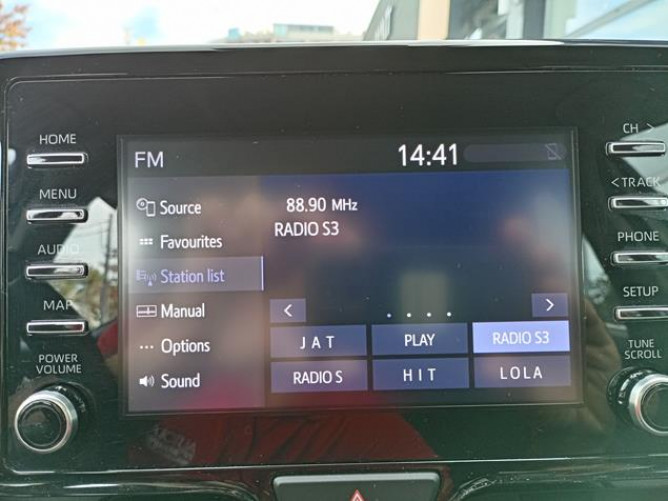 HOME
MENU
AUDIO
MAP
POWER
VOLUME
FM
14:41
Source
Favourites
Station list
Manual
Options
Sound
88.90 MHz
RADIO S3
<
>
J A T
PLAY
RADIO S3
RADIO S
H I T
L O L A
CH >
<TRACK
PHONE
SETUP
TUNE
SCROLL